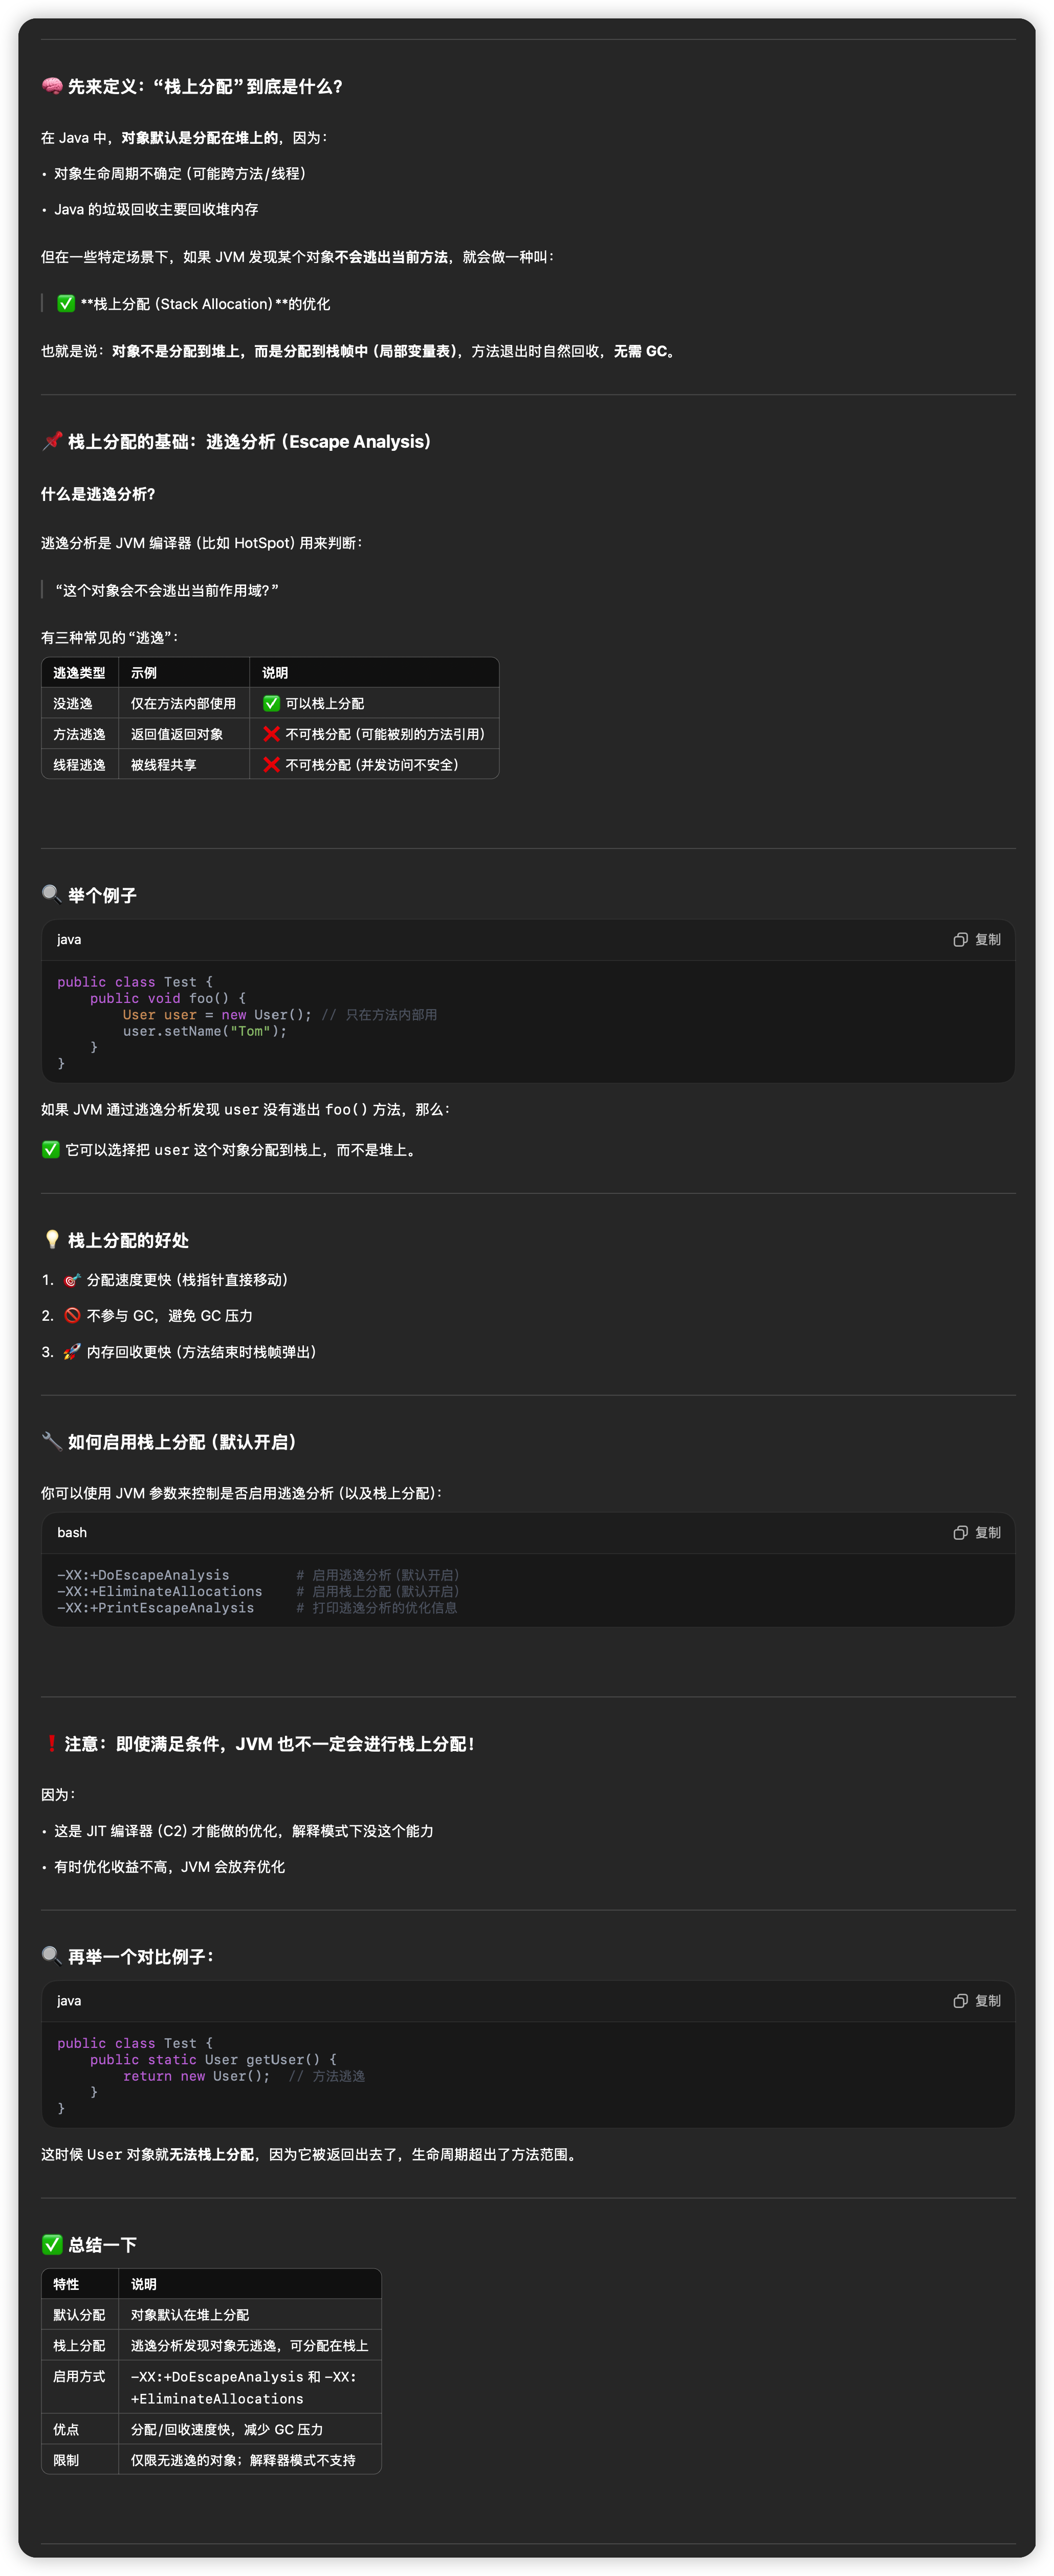 🧠 先来定义：“栈上分配”到底是什么？
在 Java 中，对象默认是分配在堆上的，因为：
• 对象生命周期不确定（可能跨方法/线程）
• Java 的垃圾回收主要回收堆内存
但在一些特定场景下，如果 JVM 发现某个对象不会逃出当前方法，就会做一种叫：
✅ **栈上分配（Stack Allocation）**的优化
也就是说：对象不是分配到堆上，而是分配到栈帧中（局部变量表），方法退出时自然回收，无需 GC。
📌 栈上分配的基础：逃逸分析（Escape Analysis）
什么是逃逸分析？
逃逸分析是 JVM 编译器（比如 HotSpot）用来判断：
“这个对象会不会逃出当前作用域？”
有三种常见的“逃逸”：
逃逸类型 示例 说明
没逃逸 仅在方法内部使用 ✅ 可以栈上分配
方法逃逸 返回值返回对象 ❌ 不可栈分配（可能被别的方法引用）
线程逃逸 被线程共享 ❌ 不可栈分配（并发访问不安全）
🔍 举个例子
java 复制
public class Test {
    public void foo() {
        User user = new User(); // 只在方法内部用
        user.setName("Tom");
    }
}
如果 JVM 通过逃逸分析发现 user 没有逃出 foo() 方法，那么：
✅ 它可以选择把 user 这个对象分配到栈上，而不是堆上。
💡 栈上分配的好处
1. 🎯 分配速度更快（栈指针直接移动）
2. 🚫 不参与 GC，避免 GC 压力
3. 🚀 内存回收更快（方法结束时栈帧弹出）
🔧 如何启用栈上分配（默认开启）
你可以使用 JVM 参数来控制是否启用逃逸分析（以及栈上分配）：
bash 复制
-XX:+DoEscapeAnalysis        # 启用逃逸分析（默认开启）
-XX:+EliminateAllocations    # 启用栈上分配（默认开启）
-XX:+PrintEscapeAnalysis     # 打印逃逸分析的优化信息
❗ 注意：即使满足条件，JVM 也不一定会进行栈上分配！
因为：
• 这是 JIT 编译器（C2）才能做的优化，解释模式下没这个能力
• 有时优化收益不高，JVM 会放弃优化
🔍 再举一个对比例子：
java 复制
public class Test {
    public static User getUser() {
        return new User();  // 方法逃逸
    }
}
这时候 User 对象就无法栈上分配，因为它被返回出去了，生命周期超出了方法范围。
✅ 总结一下
特性 说明
默认分配 对象默认在堆上分配
栈上分配 逃逸分析发现对象无逃逸，可分配在栈上
启用方式 -XX:+DoEscapeAnalysis 和 -XX:
+EliminateAllocations
优点 分配/回收速度快，减少 GC 压力
限制 仅限无逃逸的对象；解释器模式不支持